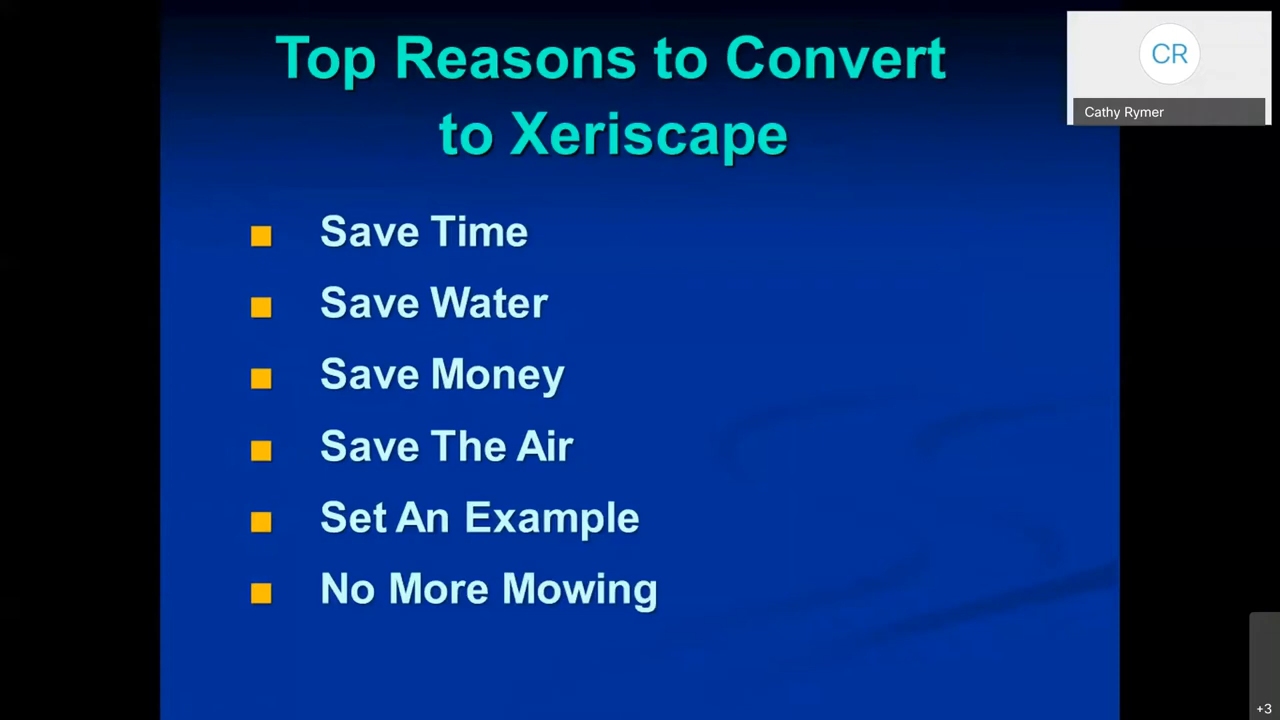 Top Reasons to Convert
to Xeriscape
Save Time
Save Water
Save Money
Save The Air
Set An Example
No More Mowing
CR
Cathy Rymer
+3